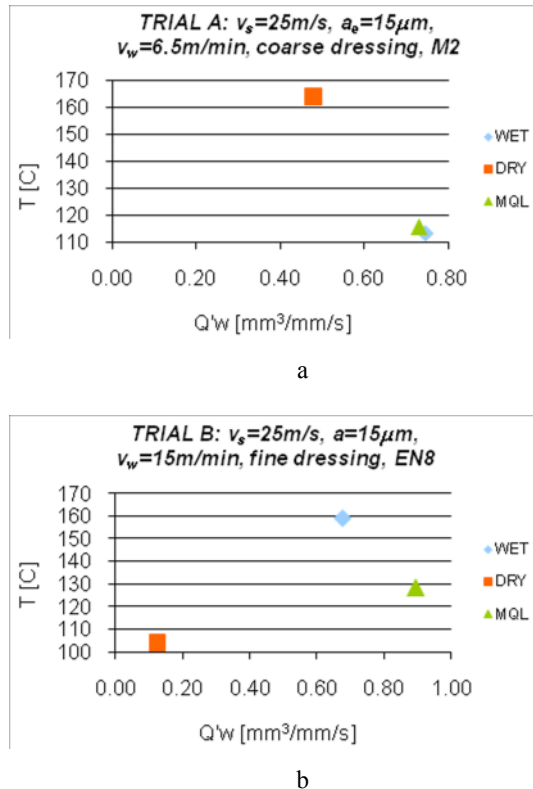 TRIAL A: vs=25m/s, ae=15μm,
vw=6.5m/min, coarse dressing, M2
170
160
150
140
130
120
110
T [C]
0.00 0.20 0.40 0.60 0.80
Q'w [mm³/mm/s]
WET
DRY
MQL
a
TRIAL B: vs=25m/s, a=15μm,
vw=15m/min, fine dressing, EN8
170
160
150
140
130
120
110
100
T [C]
0.00 0.20 0.40 0.60 0.80 1.00
Q'w [mm³/mm/s]
WET
DRY
MQL
b